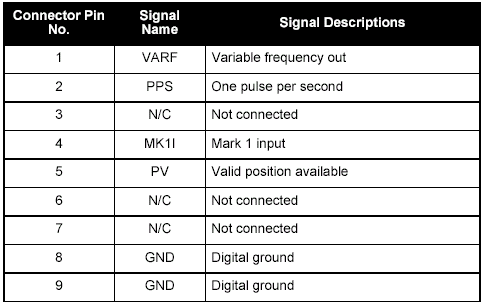 Connector Pin No. Signal Name Signal Descriptions
1 VARF Variable frequency out
2 PPS One pulse per second
3 N/C Not connected
4 MK1I Mark 1 input
5 PV Valid position available
6 N/C Not connected
7 N/C Not connected
8 GND Digital ground
9 GND Digital ground